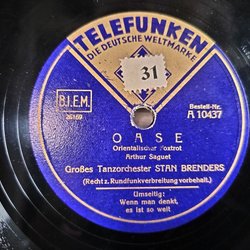 TELEFUNKEN
DIE DEUTSCHE WELTMARKE
31
B.I.E.M.
26169
Bestell-Nr.
A 10437
OASE
Orientalischer Foxtrot
Arthur Saguet
Großes Tanzorchester STAN BRENDERS
(Recht z. Rundfunkverbreitung vorbehalt.)
Umseitig:
Wenn man denkt,
es ist so weit